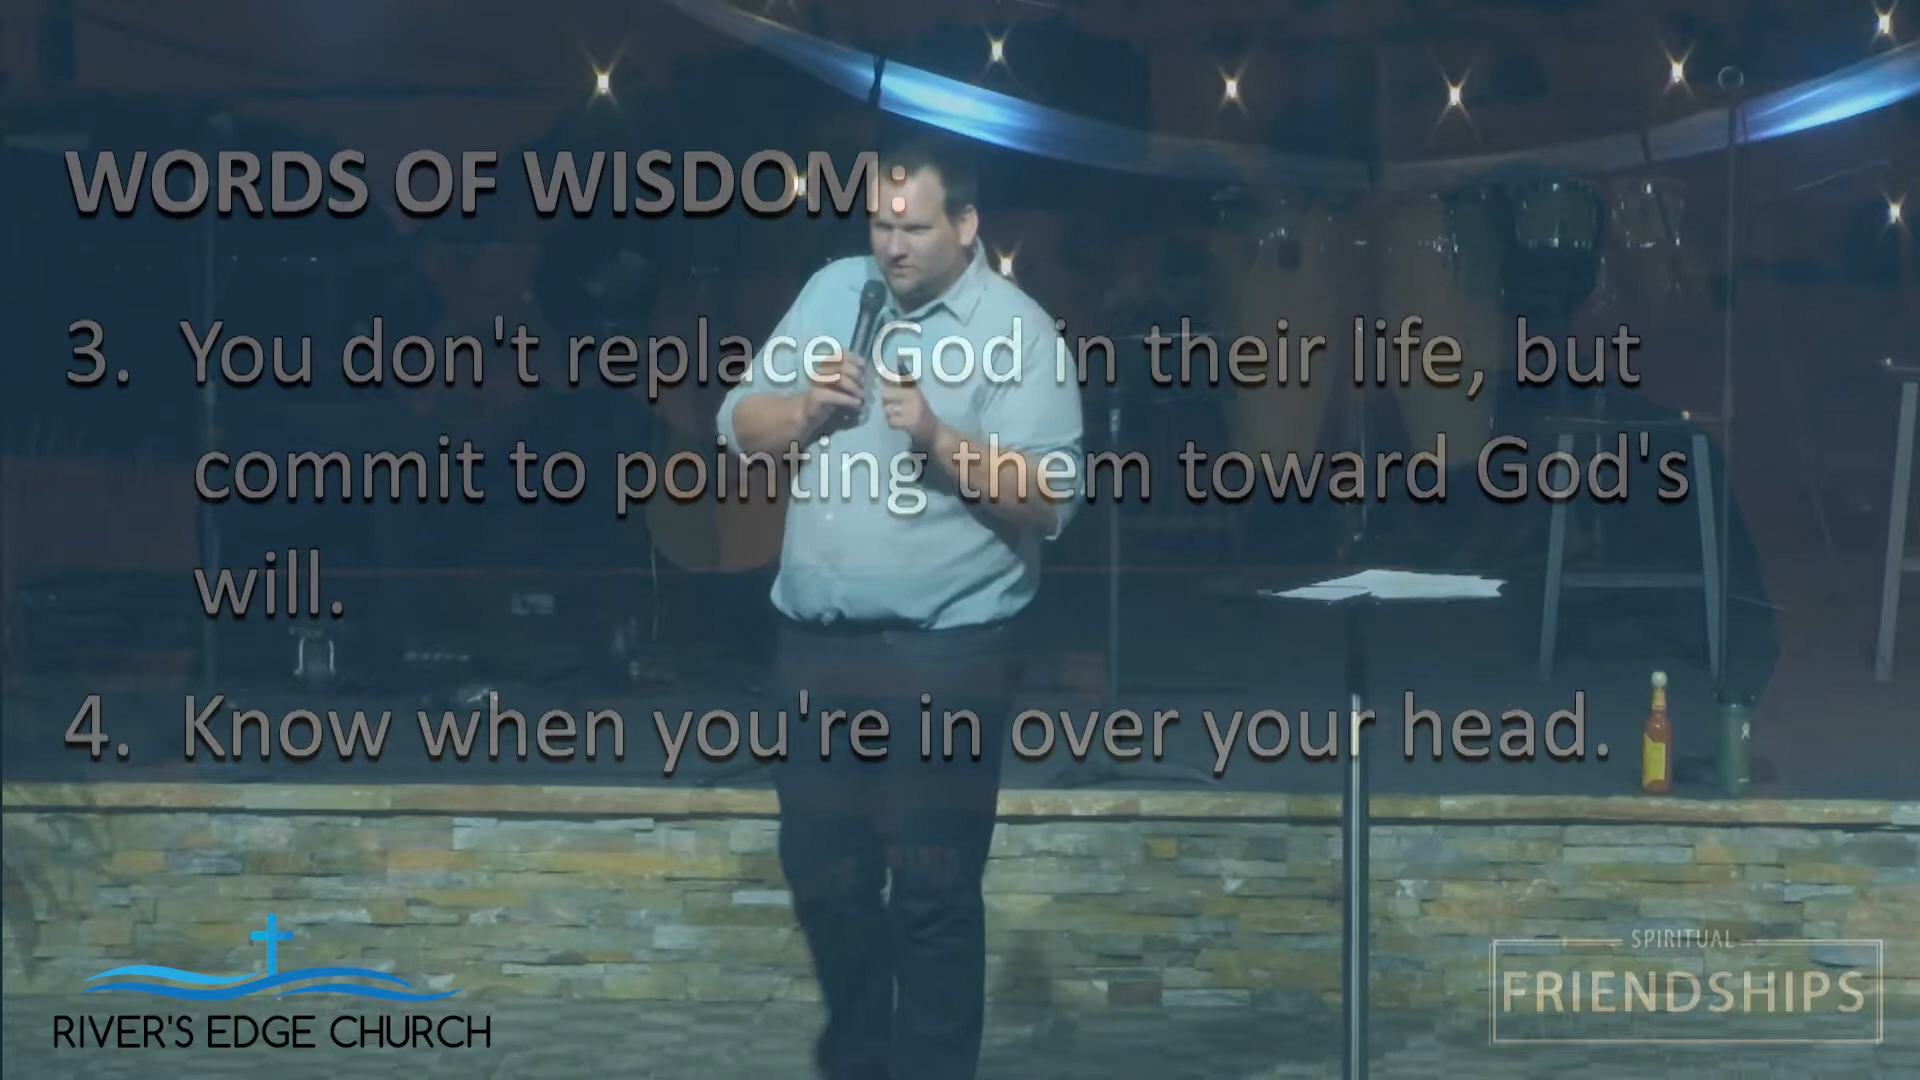 WORDS OF WISDOM:
3. You don't replace God in their life, but
commit to pointing them toward God's
will.
4. Know when you're in over your head.
RIVER'S EDGE CHURCH
SPIRITUAL
FRIENDSHIPS